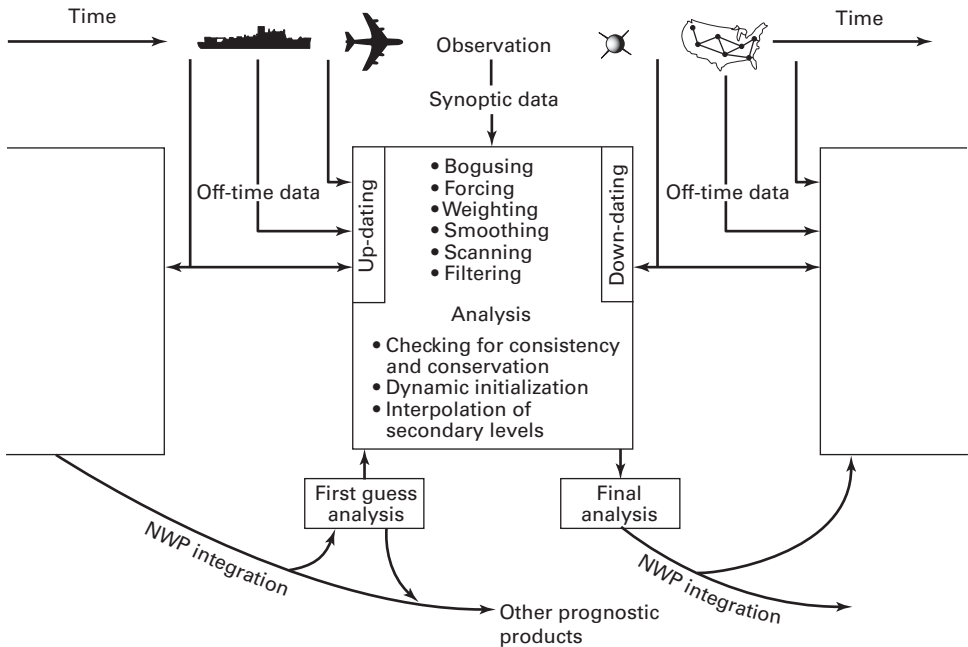 Time
Observation
Time
Synoptic data
Off-time data
Up-dating
• Bogusing
• Forcing
• Weighting
• Smoothing
• Scanning
• Filtering
Down-dating
Off-time data
Analysis
• Checking for consistency
and conservation
• Dynamic initialization
• Interpolation of
secondary levels
First guess
analysis
Final
analysis
NWP integration
NWP integration
Other prognostic
products